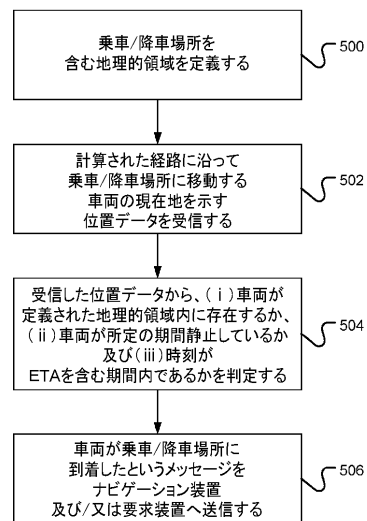 乗車/降車場所を
含む地理的領域を定義する
500
計算された経路に沿って
乗車/降車場所に移動する
車両の現在地を示す
位置データを受信する
502
受信した位置データから、(ⅰ)車両が
定義された地理的領域内に存在するか、
(ⅱ)車両が所定の期間静止しているか
及び(ⅲ)時刻が
ETAを含む期間内であるかを判定する
504
車両が乗車/降車場所に
到着したというメッセージを
ナビゲーション装置
及び/又は要求装置へ送信する
506